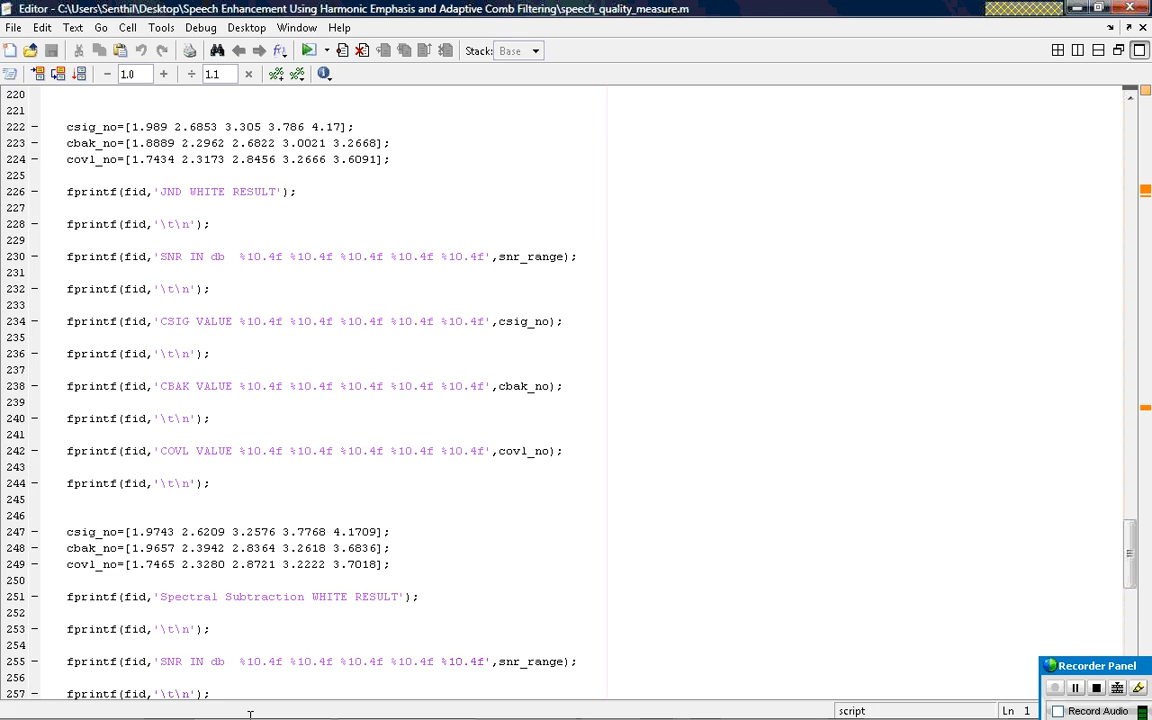 Editor - C:\Users\Senthil\Desktop\Speech Enhancement Using Harmonic Emphasis and Adaptive Comb Filtering\speech_quality_measure.m
File Edit Text Go Cell Tools Debug Desktop Window Help
Stack: Base
1.0 1.1
220
221
222 csig_no=[1.989 2.6853 3.305 3.786 4.17];
223 cbak_no=[1.8889 2.2962 2.6822 3.0021 3.2668];
224 covl_no=[1.7434 2.3173 2.8456 3.2666 3.6091];
225
226 fprintf(fid,'JND WHITE RESULT');
227
228 fprintf(fid,'\t\n');
229
230 fprintf(fid,'SNR IN db  %10.4f %10.4f %10.4f %10.4f %10.4f',snr_range);
231
232 fprintf(fid,'\t\n');
233
234 fprintf(fid,'CSIG VALUE %10.4f %10.4f %10.4f %10.4f %10.4f',csig_no);
235
236 fprintf(fid,'\t\n');
237
238 fprintf(fid,'CBAK VALUE %10.4f %10.4f %10.4f %10.4f %10.4f',cbak_no);
239
240 fprintf(fid,'\t\n');
241
242 fprintf(fid,'COVL VALUE %10.4f %10.4f %10.4f %10.4f %10.4f',covl_no);
243
244 fprintf(fid,'\t\n');
245
246
247 csig_no=[1.9743 2.6209 3.2576 3.7768 4.1709];
248 cbak_no=[1.9657 2.3942 2.8364 3.2618 3.6836];
249 covl_no=[1.7465 2.3280 2.8721 3.2222 3.7018];
250
251 fprintf(fid,'Spectral Subtraction WHITE RESULT');
252
253 fprintf(fid,'\t\n');
254
255 fprintf(fid,'SNR IN db  %10.4f %10.4f %10.4f %10.4f %10.4f',snr_range);
256
257 fprintf(fid,'\t\n');
Recorder Panel
Record Audio
script Ln 1